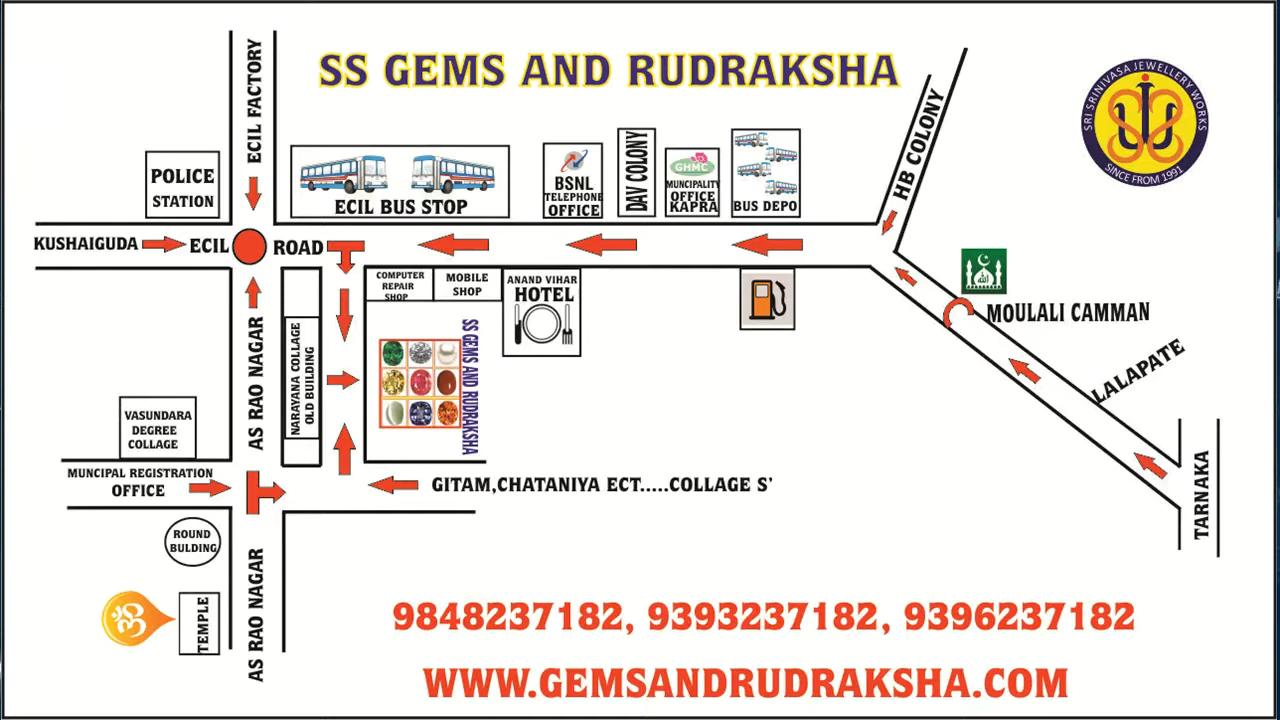 SS GEMS AND RUDRAKSHA
SRI SRINIVASA JEWELLERY WORKS
SINCE FROM 1991
ECIL FACTORY
POLICE
STATION
ECIL BUS STOP
BSNL
TELEPHONE
OFFICE
DAV COLONY
GHMC
MUNCIPALITY
OFFICE
KAPRA
BUS DEPO
HB COLONY
KUSHAIGUDA
ECIL
ROAD
COMPUTER
REPAIR
SHOP
MOBILE
SHOP
ANAND VIHAR
HOTEL
MOULALI CAMMAN
LALAPATE
TARNAKA
AS RAO NAGAR
NARAYANA COLLAGE
OLD BUILDING
SS GEMS AND RUDRAKSHA
VASUNDARA
DEGREE
COLLAGE
MUNCIPAL REGISTRATION
OFFICE
GITAM,CHATANIYA ECT.....COLLAGE S'
ROUND
BULDING
ॐ
TEMPLE
AS RAO NAGAR
9848237182, 9393237182, 9396237182
WWW.GEMSANDRUDRAKSHA.COM